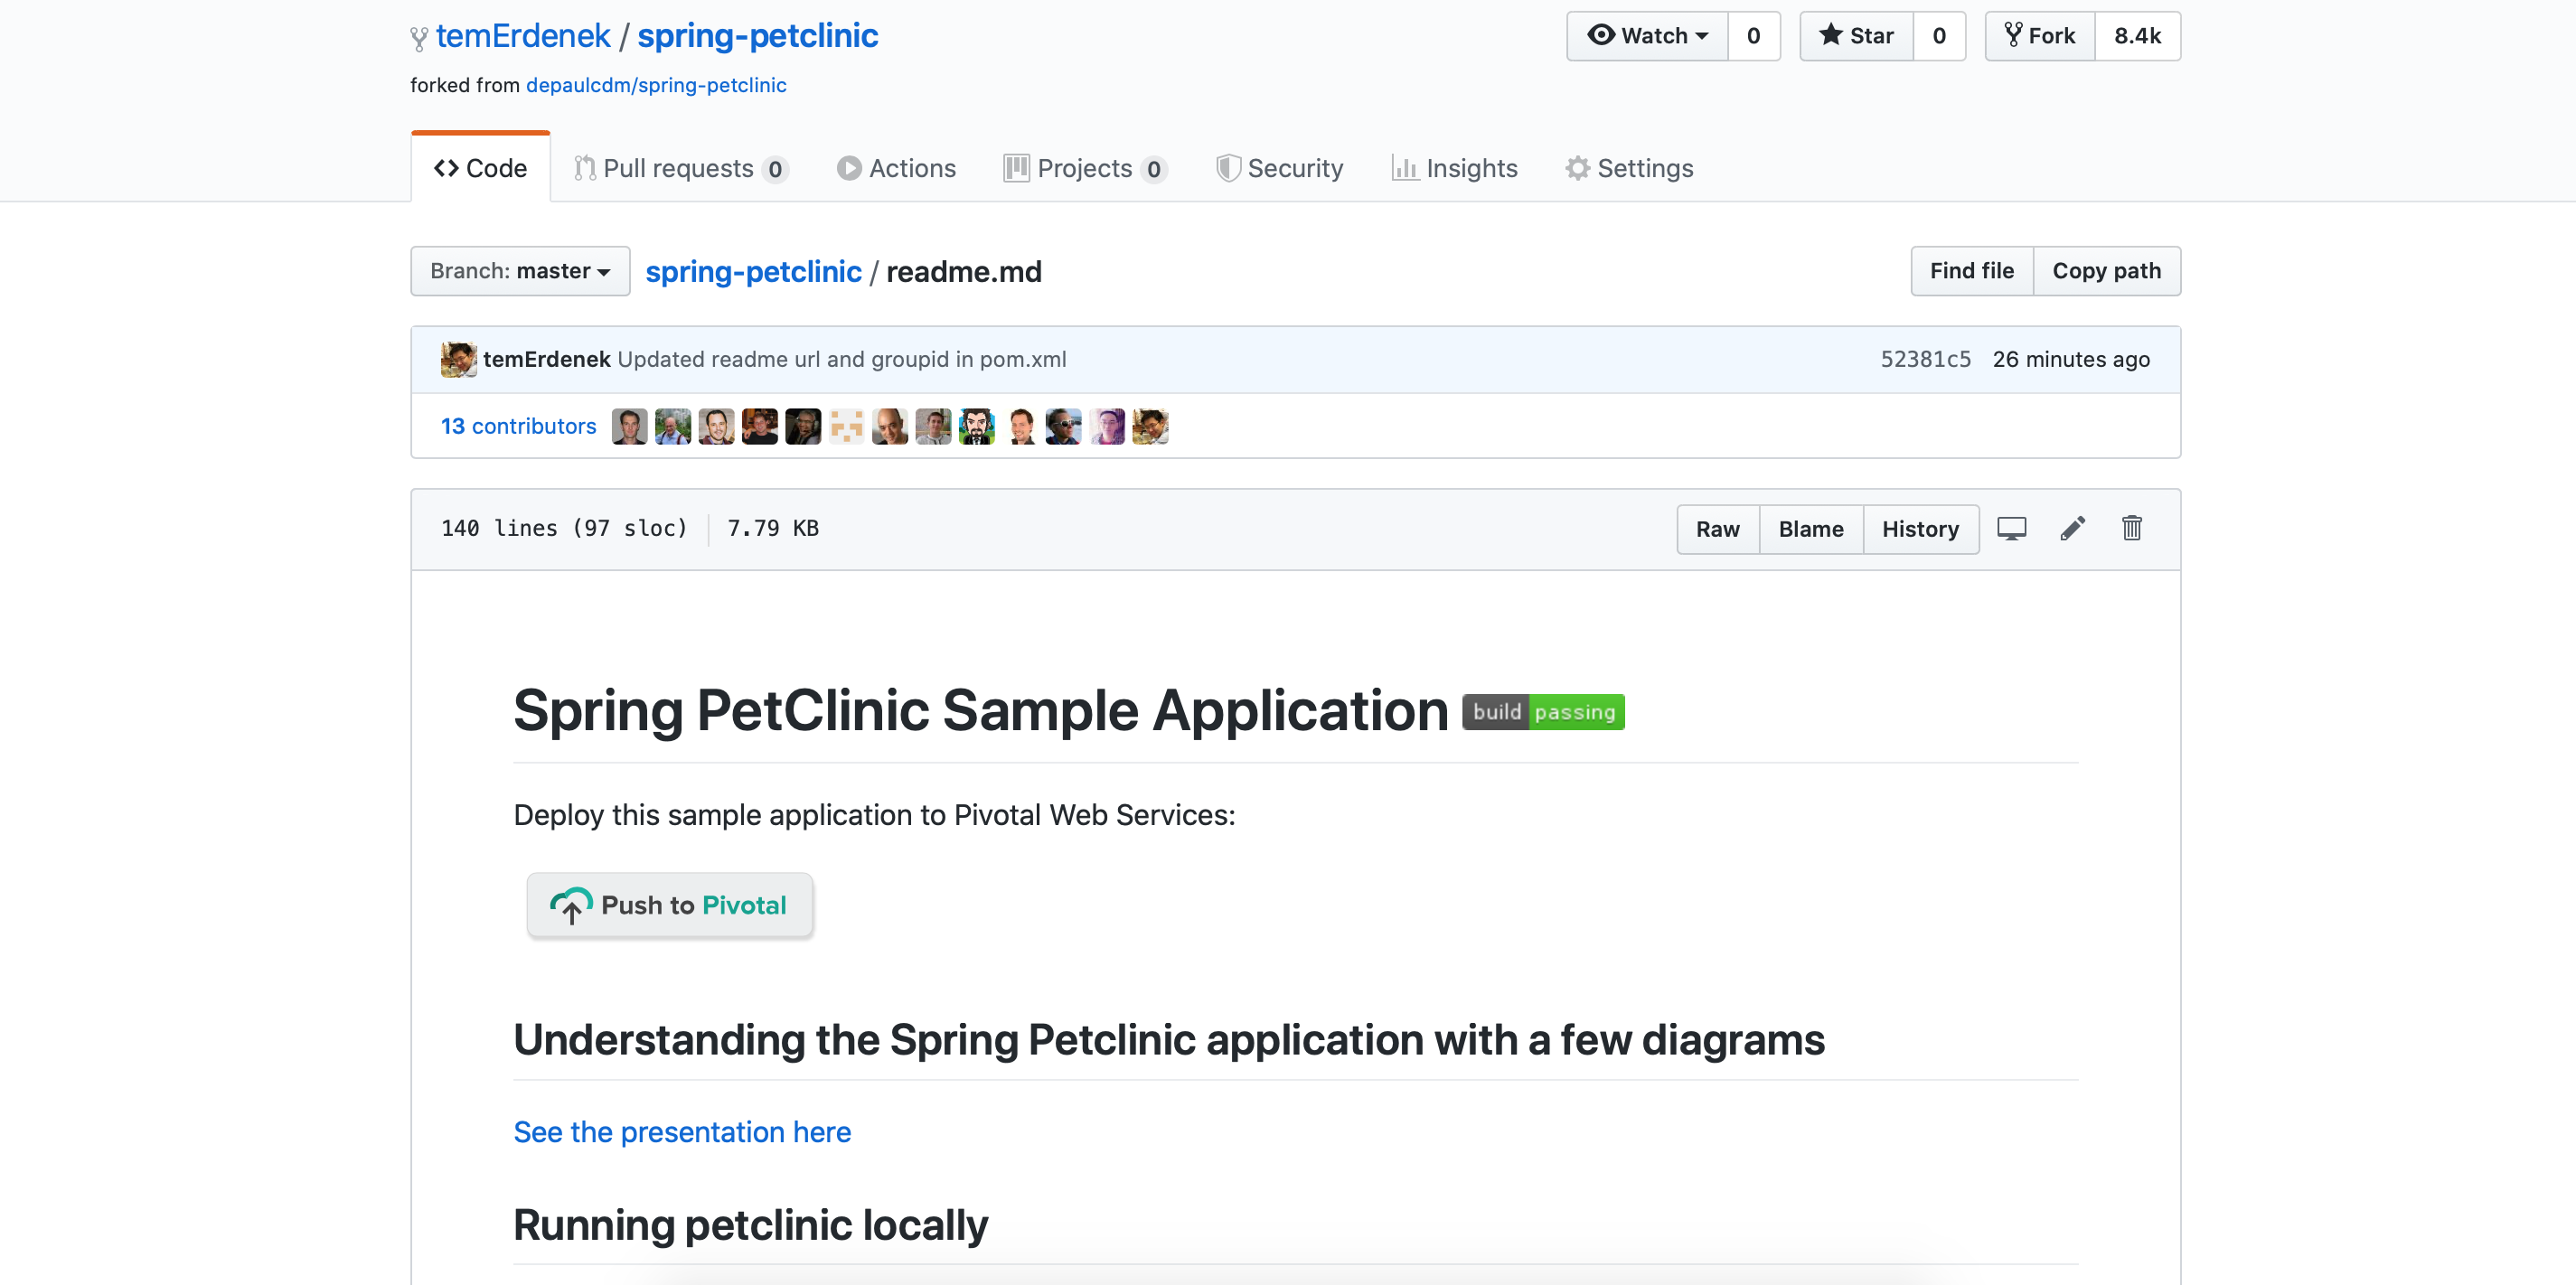 temErdenek / spring-petclinic
Watch 0 Star 0 Fork 8.4k
forked from depaulcdm/spring-petclinic
Code Pull requests 0 Actions Projects 0 Security Insights Settings
Branch: master spring-petclinic / readme.md Find file Copy path
temErdenek Updated readme url and groupid in pom.xml 52381c5 26 minutes ago
13 contributors
140 lines (97 sloc) 7.79 KB Raw Blame History
Spring PetClinic Sample Application build passing
Deploy this sample application to Pivotal Web Services:
Push to Pivotal
Understanding the Spring Petclinic application with a few diagrams
See the presentation here
Running petclinic locally